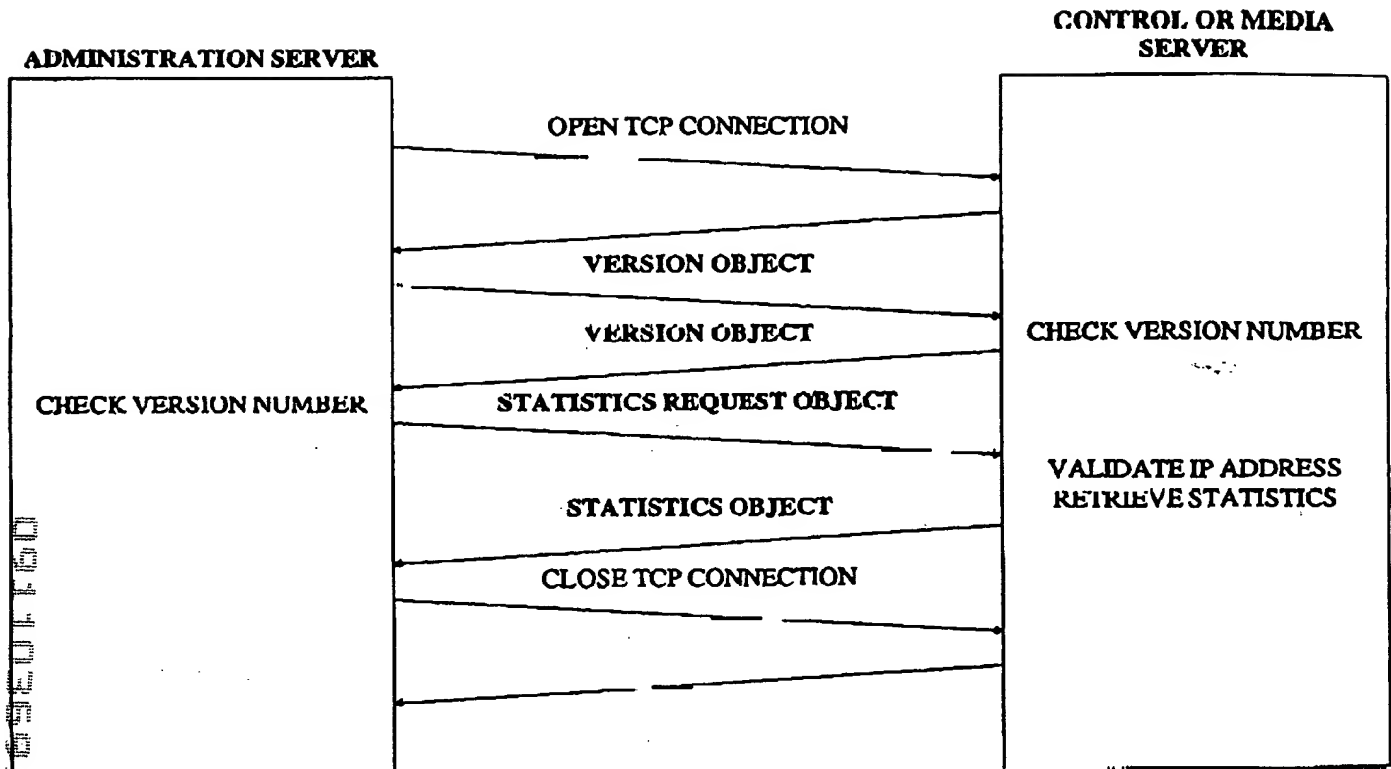 CONTROL OR MEDIA
SERVER
ADMINISTRATION SERVER
OPEN TCP CONNECTION
VERSION OBJECT
VERSION OBJECT
CHECK VERSION NUMBER
CHECK VERSION NUMBER
STATISTICS REQUEST OBJECT
VALIDATE IP ADDRESS
RETRIEVE STATISTICS
STATISTICS OBJECT
CLOSE TCP CONNECTION